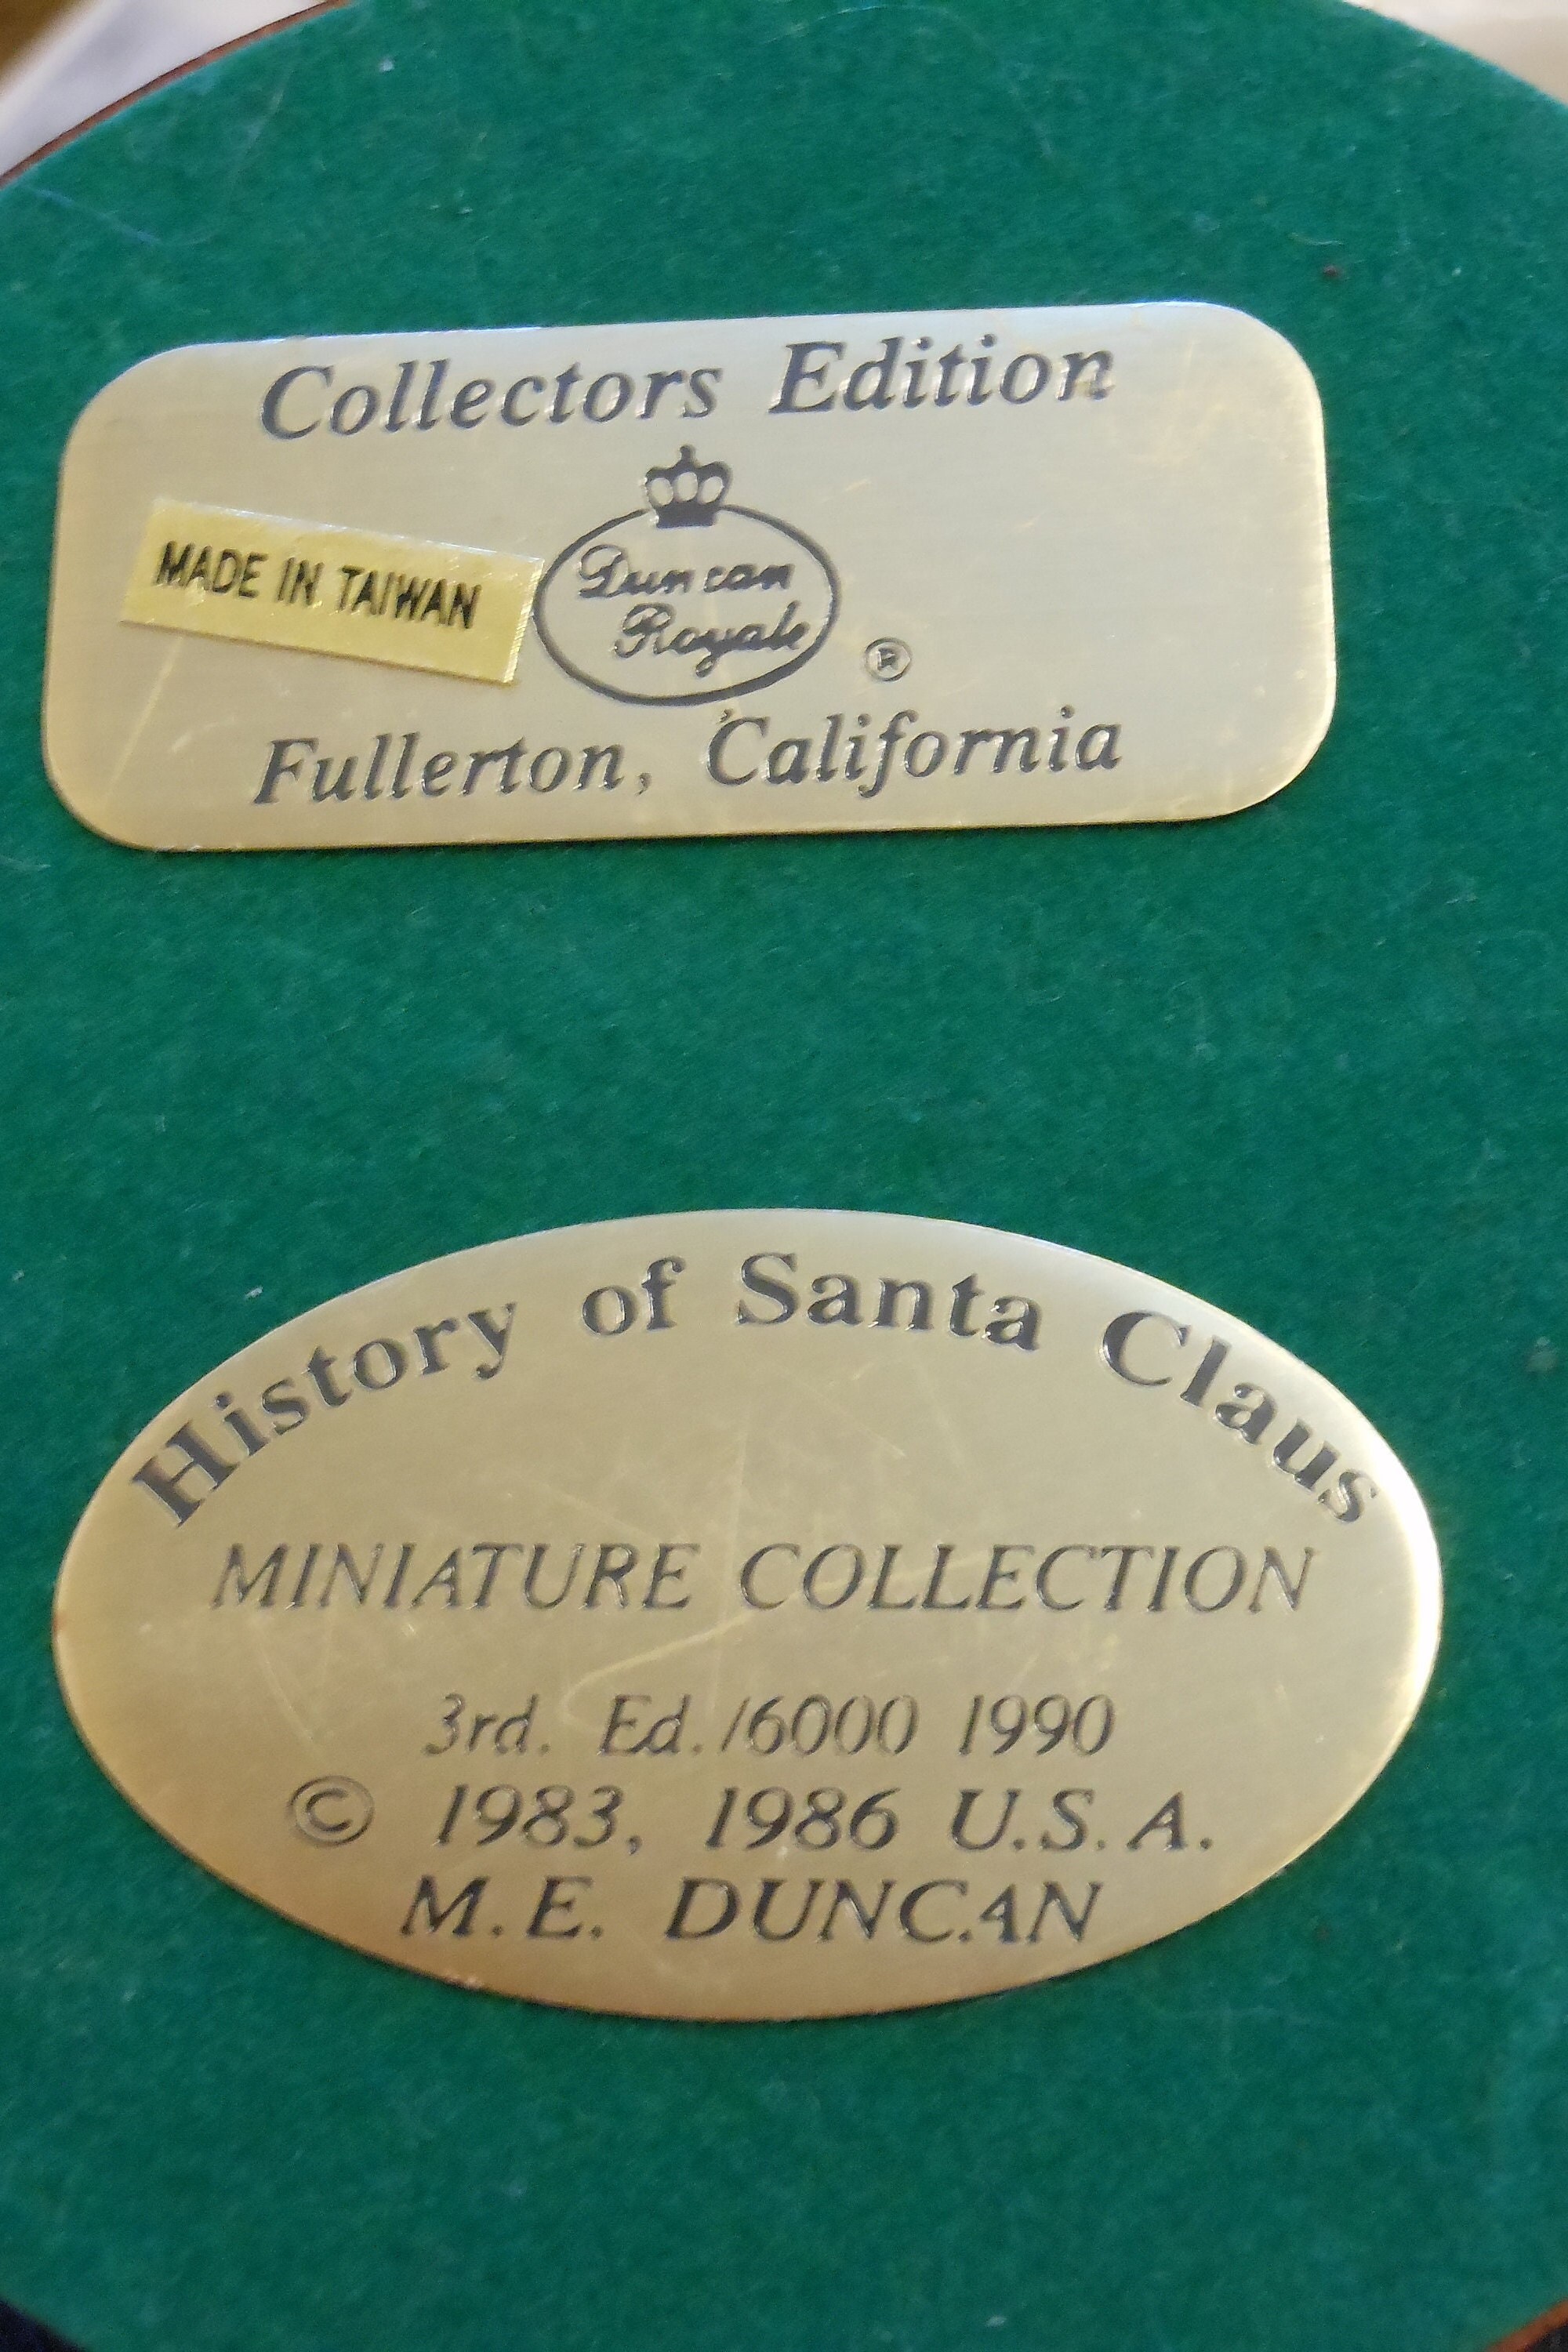 Collectors Edition
MADE IN TAIWAN
Duncan
Royale
®
Fullerton, California
History of Santa Claus
MINIATURE COLLECTION
3rd. Ed./6000 1990
© 1983, 1986 U.S.A.
M.E. DUNCAN